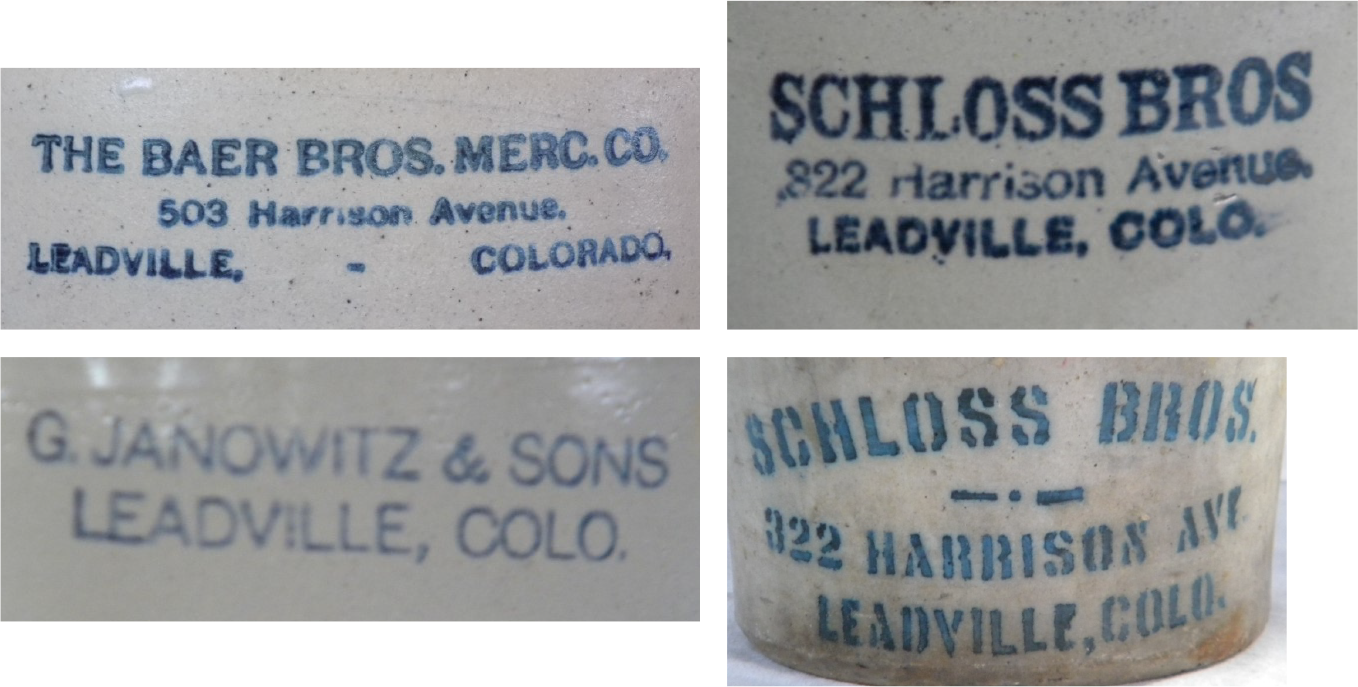 THE BAER BROS. MERC. CO.
503 Harrison Avenue.
LEADVILLE, - COLORADO,
SCHLOSS BROS
322 Harrison Avenue.
LEADVILLE, COLO.
G. JANOWITZ & SONS
LEADVILLE, COLO.
SCHLOSS BROS.
322 HARRISON AVE.
LEADVILLE, COLO.